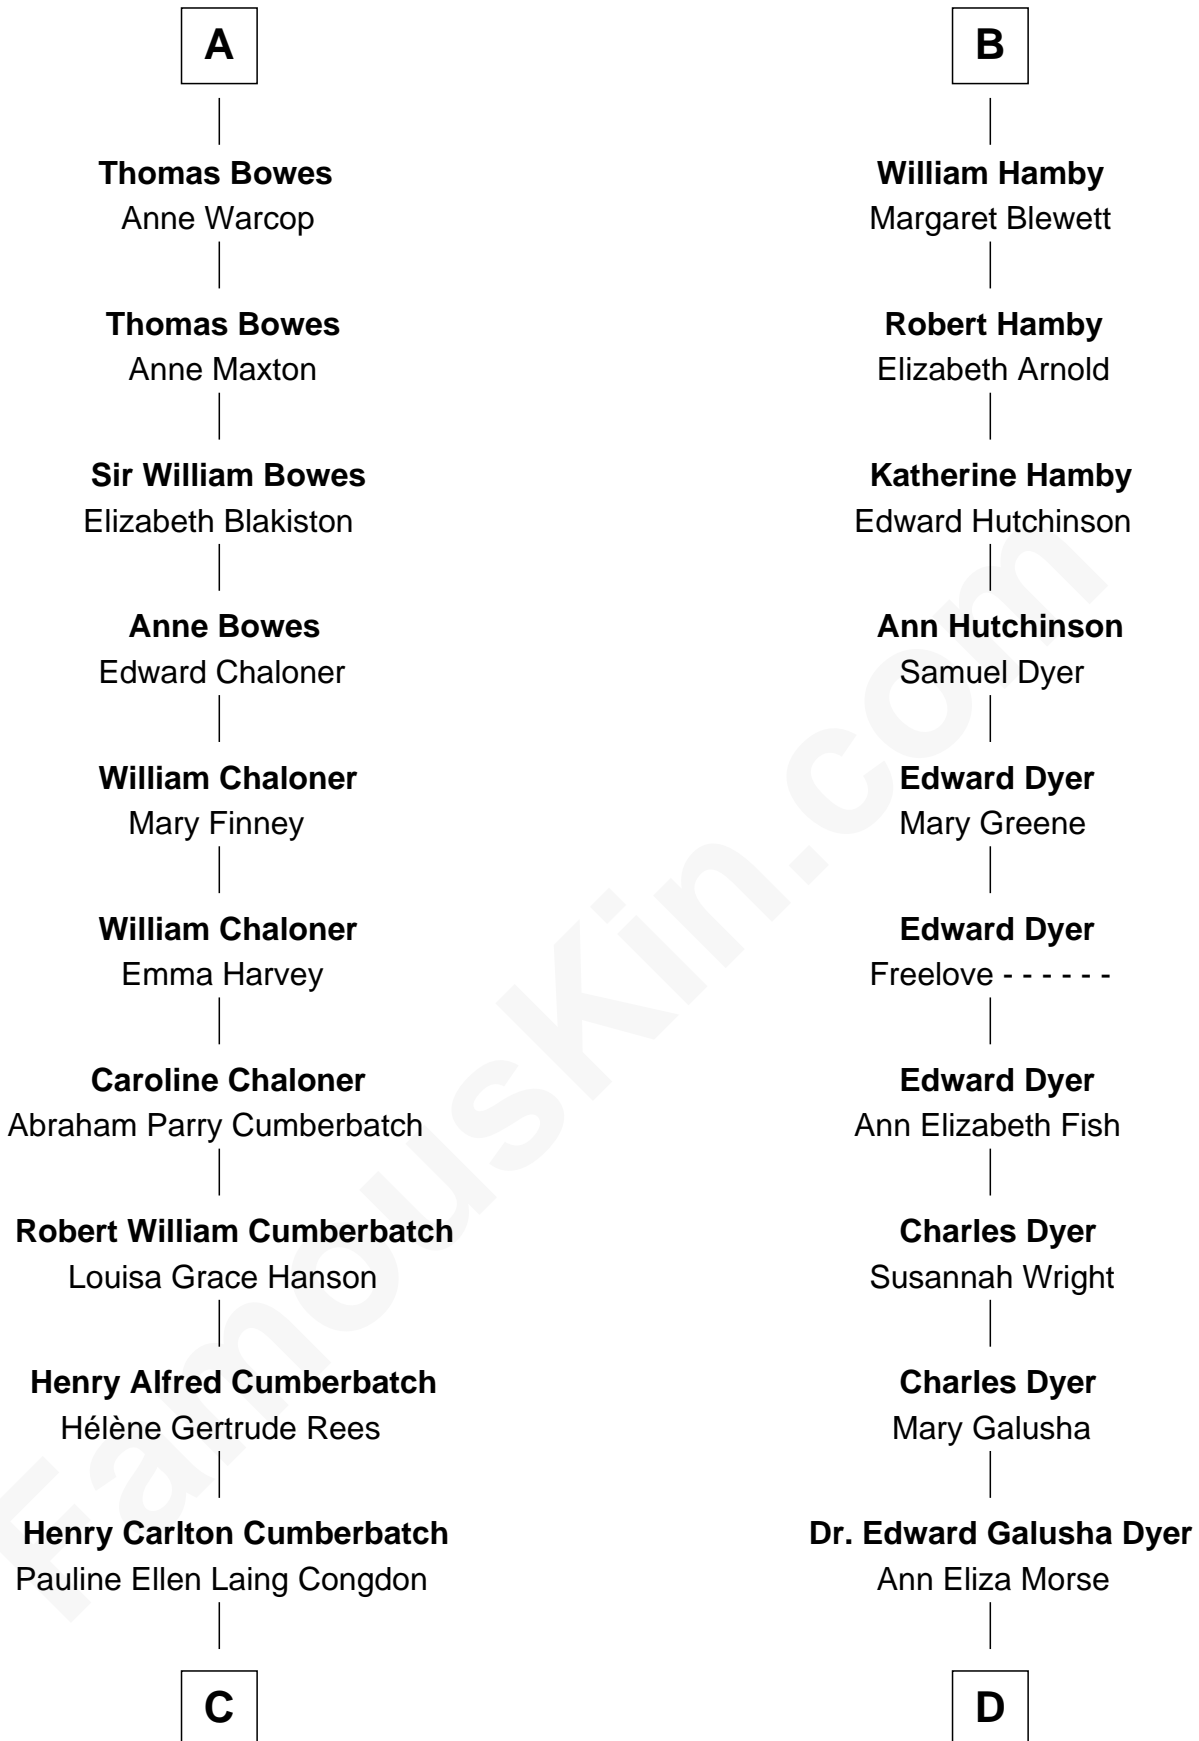 A
Thomas Bowes
Anne Warcop
Thomas Bowes
Anne Maxton
Sir William Bowes
Elizabeth Blakiston
Anne Bowes
Edward Chaloner
William Chaloner
Mary Finney
William Chaloner
Emma Harvey
Caroline Chaloner
Abraham Parry Cumberbatch
Robert William Cumberbatch
Louisa Grace Hanson
Henry Alfred Cumberbatch
Hélène Gertrude Rees
Henry Carlton Cumberbatch
Pauline Ellen Laing Congdon
C
B
William Hamby
Margaret Blewett
Robert Hamby
Elizabeth Arnold
Katherine Hamby
Edward Hutchinson
Ann Hutchinson
Samuel Dyer
Edward Dyer
Mary Greene
Edward Dyer
Freelove - - - - - -
Edward Dyer
Ann Elizabeth Fish
Charles Dyer
Susannah Wright
Charles Dyer
Mary Galusha
Dr. Edward Galusha Dyer
Ann Eliza Morse
D
FamousKin.com